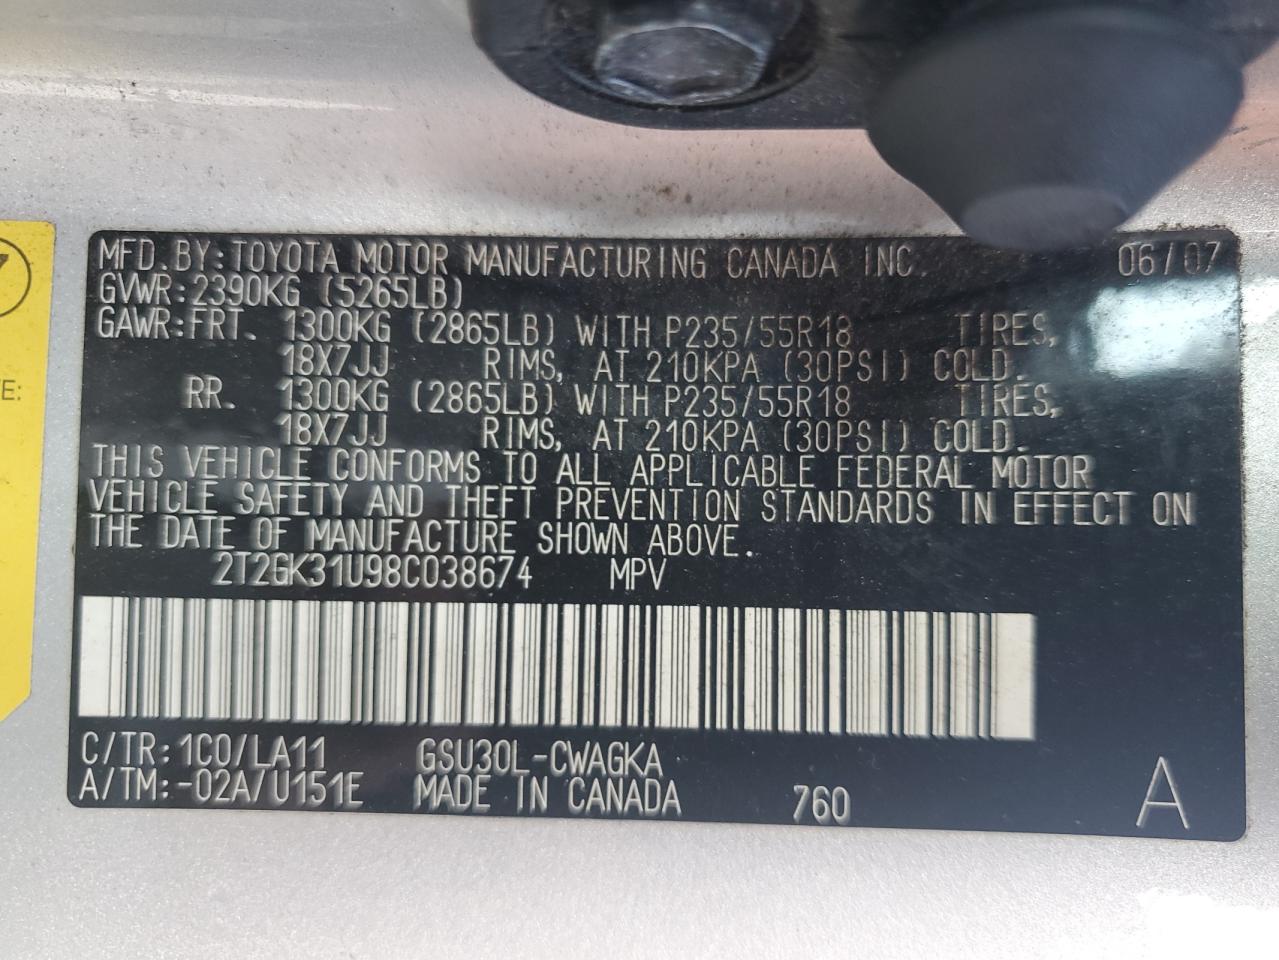 MFD.BY:TOYOTA MOTOR MANUFACTURING CANADA INC. 06/07
GVWR:2390KG (5265LB)
GAWR:FRT. 1300KG (2865LB) WITH P235/55R18 TIRES,
18X7JJ RIMS, AT 210KPA (30PSI) COLD.
RR. 1300KG (2865LB) WITH P235/55R18 TIRES,
18X7JJ RIMS, AT 210KPA (30PSI) COLD.
THIS VEHICLE CONFORMS TO ALL APPLICABLE FEDERAL MOTOR
VEHICLE SAFETY AND THEFT PREVENTION STANDARDS IN EFFECT ON
THE DATE OF MANUFACTURE SHOWN ABOVE.
2T2GK31U98C038674 MPV
C/TR:1C0/LA11 GSU30L-CWAGKA
A/TM:-02A/U151E MADE IN CANADA 760 A